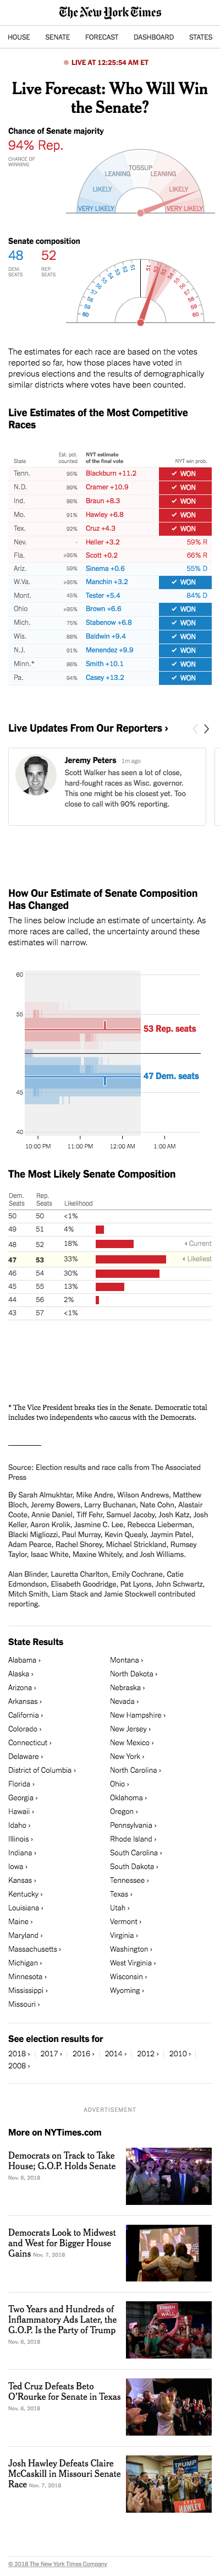 The New York Times
HOUSE SENATE FORECAST DASHBOARD STATES
LIVE AT 12:25:54 AM ET
Live Forecast: Who Will Win
the Senate?
Chance of Senate majority
94% Rep.
CHANCE OF
WINNING
TOSSUP
LEANING LEANING
LIKELY LIKELY
VERY LIKELY VERY LIKELY
Senate composition
48 52
DEM. SEATS REP. SEATS
The estimates for each race are based on the votes
reported so far, how those places have voted in
previous elections and the results of demographically
similar districts where votes have been counted.
Live Estimates of the Most Competitive
Races
State Est. pct. counted NYT estimate of the final vote NYT win prob.
Tenn. 95% Blackburn +11.2 ✓ WON
N.D. 89% Cramer +10.9 ✓ WON
Ind. 86% Braun +8.3 ✓ WON
Mo. 91% Hawley +6.8 ✓ WON
Tex. 92% Cruz +4.3 ✓ WON
Nev. - Heller +3.2 59% R
Fla. >95% Scott +0.2 66% R
Ariz. 59% Sinema +0.6 55% D
W.Va. >95% Manchin +3.2 ✓ WON
Mont. 45% Tester +5.4 84% D
Ohio >95% Brown +6.6 ✓ WON
Mich. 75% Stabenow +6.8 ✓ WON
Wis. 88% Baldwin +9.4 ✓ WON
N.J. 91% Menendez +9.9 ✓ WON
Minn.* 86% Smith +10.1 ✓ WON
Pa. 94% Casey +13.2 ✓ WON
Live Updates From Our Reporters ›
Jeremy Peters 1m ago
Scott Walker has seen a lot of close,
hard-fought races as Wisc. governor.
This one might be his closest yet. Too
close to call with 90% reporting.
How Our Estimate of Senate Composition
Has Changed
The lines below include an estimate of uncertainty. As
more races are called, the uncertainty around these
estimates will narrow.
60
55
53 Rep. seats
47 Dem. seats
45
40
10:00 PM 11:00 PM 12:00 AM 1:00 AM
The Most Likely Senate Composition
Dem. Seats Rep. Seats Likelihood
50 50 <1%
49 51 4%
48 52 18% Current
47 53 33% Likeliest
46 54 30%
45 55 13%
44 56 2%
43 57 <1%
* The Vice President breaks ties in the Senate. Democratic total
includes two independents who caucus with the Democrats.
Source: Election results and race calls from The Associated
Press
By Sarah Almukhtar, Mike Andre, Wilson Andrews, Matthew
Bloch, Jeremy Bowers, Larry Buchanan, Nate Cohn, Alastair
Coote, Annie Daniel, Tiff Fehr, Samuel Jacoby, Josh Katz, Josh
Keller, Aaron Krolik, Jasmine C. Lee, Rebecca Lieberman,
Blacki Migliozzi, Paul Murray, Kevin Quealy, Jaymin Patel,
Adam Pearce, Rachel Shorey, Michael Strickland, Rumsey
Taylor, Isaac White, Maxine Whitely, and Josh Williams.
Alan Blinder, Lauretta Charlton, Emily Cochrane, Catie
Edmondson, Elisabeth Goodridge, Pat Lyons, John Schwartz,
Mitch Smith, Liam Stack and Jamie Stockwell contributed
reporting.
State Results
Alabama ›
Alaska ›
Arizona ›
Arkansas ›
California ›
Colorado ›
Connecticut ›
Delaware ›
District of Columbia ›
Florida ›
Georgia ›
Hawaii ›
Idaho ›
Illinois ›
Indiana ›
Iowa ›
Kansas ›
Kentucky ›
Louisiana ›
Maine ›
Maryland ›
Massachusetts ›
Michigan ›
Minnesota ›
Mississippi ›
Missouri ›
Montana ›
North Dakota ›
Nebraska ›
Nevada ›
New Hampshire ›
New Jersey ›
New Mexico ›
New York ›
North Carolina ›
Ohio ›
Oklahoma ›
Oregon ›
Pennsylvania ›
Rhode Island ›
South Carolina ›
South Dakota ›
Tennessee ›
Texas ›
Utah ›
Vermont ›
Virginia ›
Washington ›
West Virginia ›
Wisconsin ›
Wyoming ›
See election results for
2018 › 2017 › 2016 › 2014 › 2012 › 2010 ›
2008 ›
ADVERTISEMENT
More on NYTimes.com
Democrats on Track to Take
House; G.O.P. Holds Senate
Nov. 6, 2018
Democrats Look to Midwest
and West for Bigger House
Gains Nov. 7, 2018
Two Years and Hundreds of
Inflammatory Ads Later, the
G.O.P. Is the Party of Trump
Nov. 6, 2018
Ted Cruz Defeats Beto
O'Rourke for Senate in Texas
Nov. 6, 2018
Josh Hawley Defeats Claire
McCaskill in Missouri Senate
Race Nov. 7, 2018
© 2018 The New York Times Company